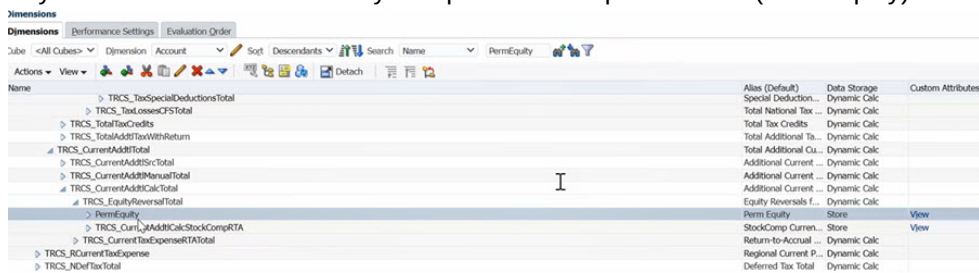 Dimensions
Dimensions Performance Settings Evaluation Order
Cube <All Cubes> Dimension Account Sort Descendants Search Name PermEquity
Actions View Detach
Name Alias (Default) Data Storage Custom Attributes
TRCS_TaxSpecialDeductionsTotal Special Deduction... Dynamic Calc
TRCS_TaxLossesCFSTotal Total National Tax ... Dynamic Calc
TRCS_TotalTaxCredits Total Tax Credits Dynamic Calc
TRCS_TotalAddtlTaxWithReturn Total Additional Ta... Dynamic Calc
TRCS_CurrentAddtlTotal Total Additional Cu... Dynamic Calc
TRCS_CurrentAddtlSrcTotal Additional Current ... Dynamic Calc
TRCS_CurrentAddtlManualTotal Additional Current ... Dynamic Calc
TRCS_CurrentAddtlCalcTotal Additional Current ... Dynamic Calc
TRCS_EquityReversalTotal Equity Reversals f... Dynamic Calc
PermEquity Perm Equity Store View
TRCS_CurrentAddtlCalcStockCompRTA StockComp Curren... Store View
TRCS_CurrentTaxExpenseRTATotal Return-to-Accrual ... Dynamic Calc
TRCS_RCurrentTaxExpense Regional Current P... Dynamic Calc
TRCS_NDefTaxTotal Deferred Tax Total Dynamic Calc